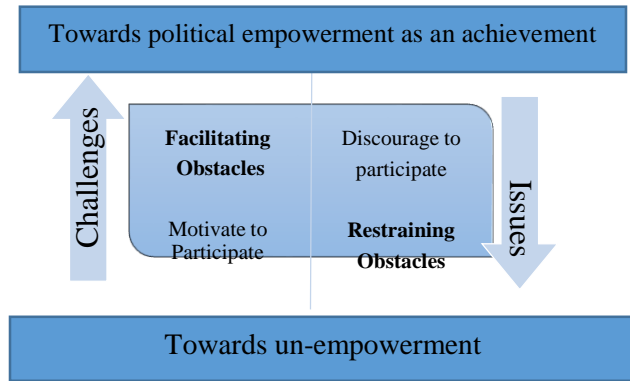 Towards political empowerment as an achievement
Challenges
Facilitating
Obstacles
Motivate to
Participate
Discourage to
participate
Restraining
Obstacles
Issues
Towards un-empowerment